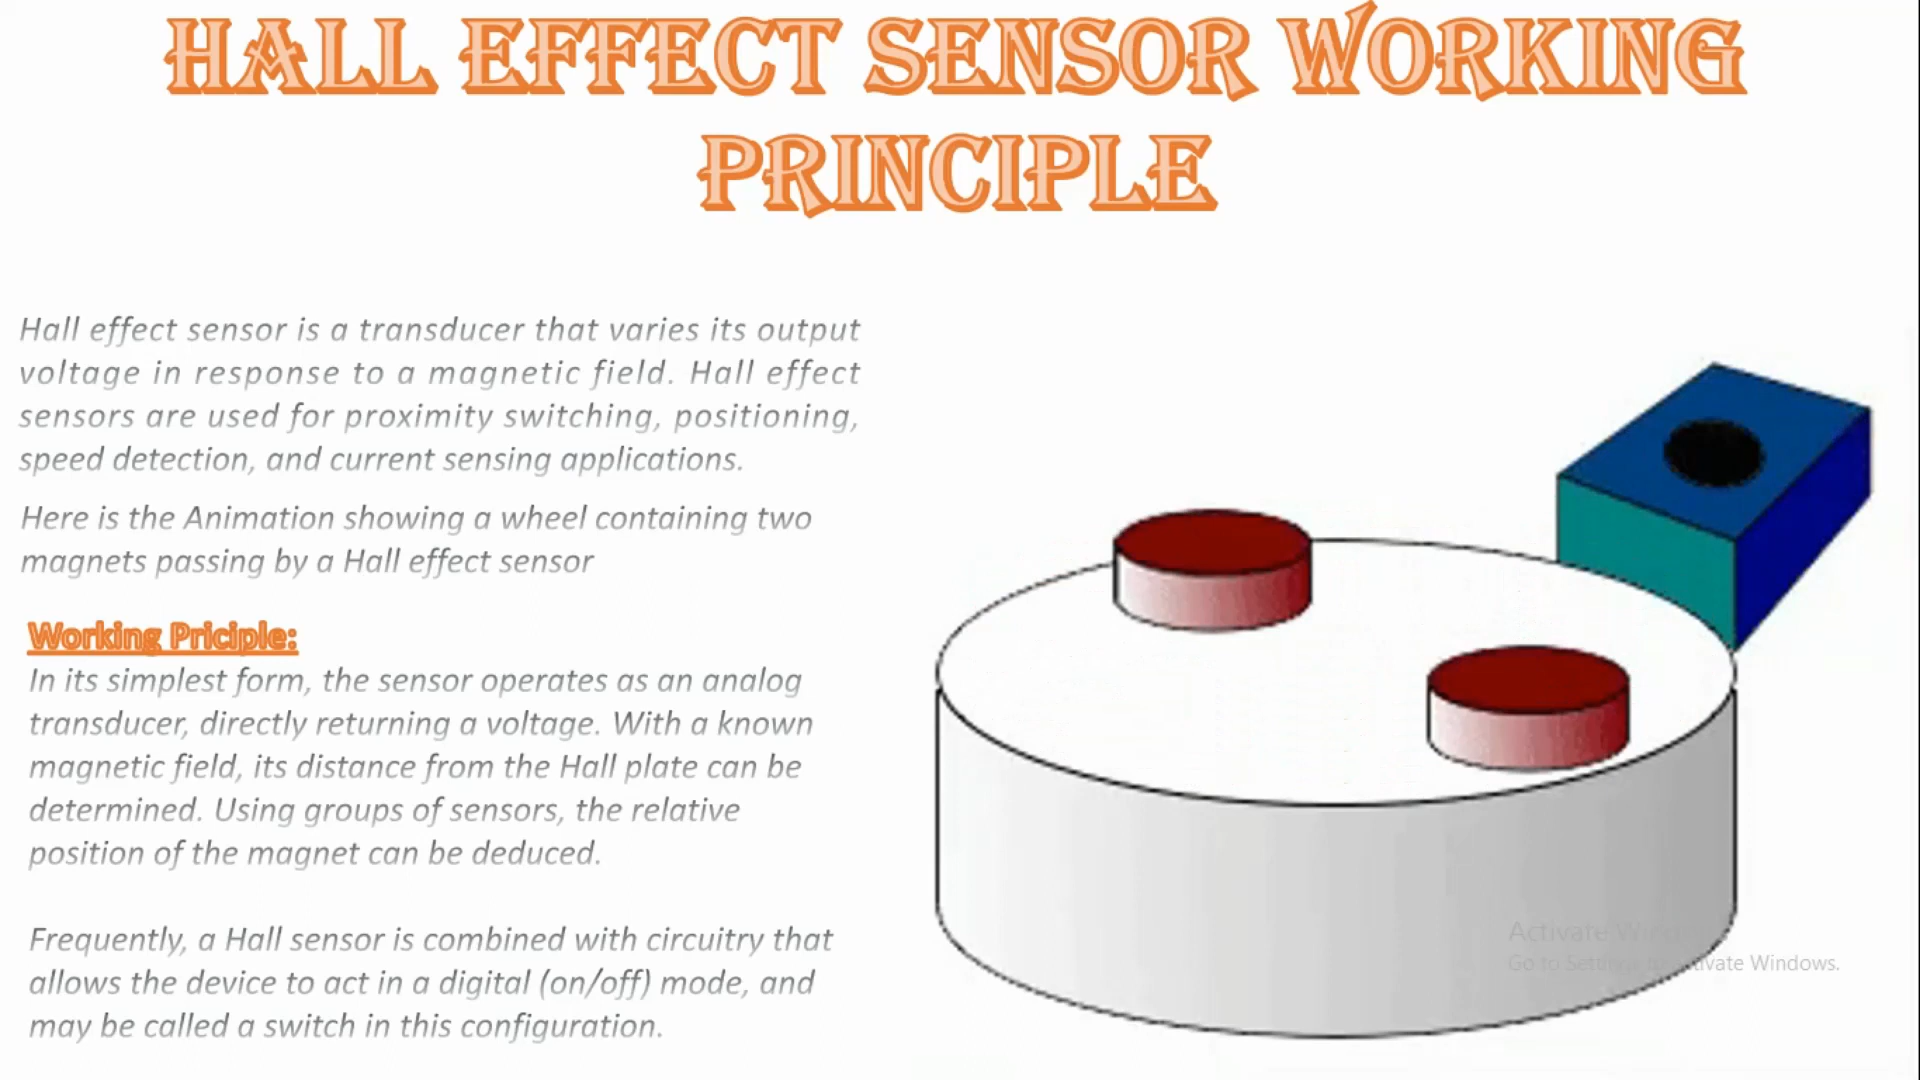 HALL EFFECT SENSOR WORKING
PRINCIPLE
Hall effect sensor is a transducer that varies its output
voltage in response to a magnetic field. Hall effect
sensors are used for proximity switching, positioning,
speed detection, and current sensing applications.
Here is the Animation showing a wheel containing two
magnets passing by a Hall effect sensor
Working Priciple:
In its simplest form, the sensor operates as an analog
transducer, directly returning a voltage. With a known
magnetic field, its distance from the Hall plate can be
determined. Using groups of sensors, the relative
position of the magnet can be deduced.
Frequently, a Hall sensor is combined with circuitry that
allows the device to act in a digital (on/off) mode, and
may be called a switch in this configuration.
Activate
Go to Windows.